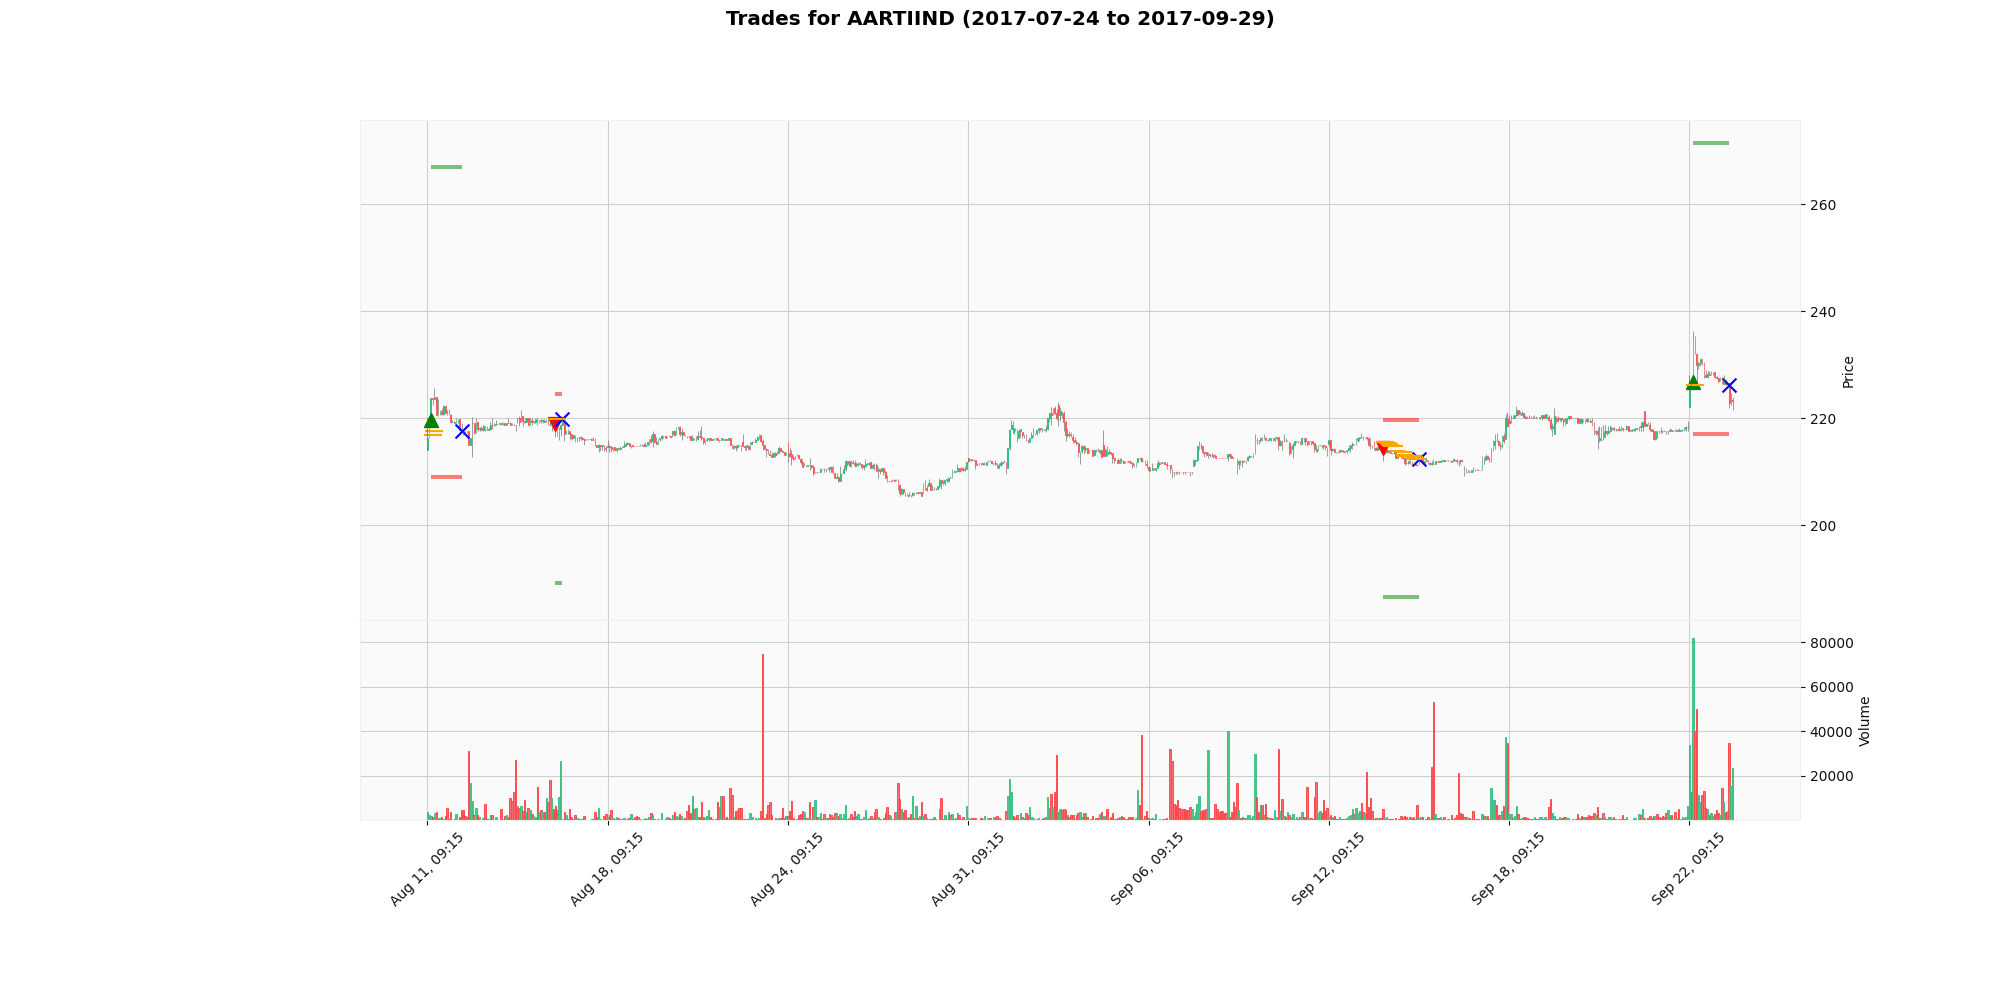 Trades for AARTIIND (2017-07-24 to 2017-09-29)
260
240
220
200
Price
80000
60000
40000
20000
Volume
Aug 11, 09:15
Aug 18, 09:15
Aug 24, 09:15
Aug 31, 09:15
Sep 06, 09:15
Sep 12, 09:15
Sep 18, 09:15
Sep 22, 09:15